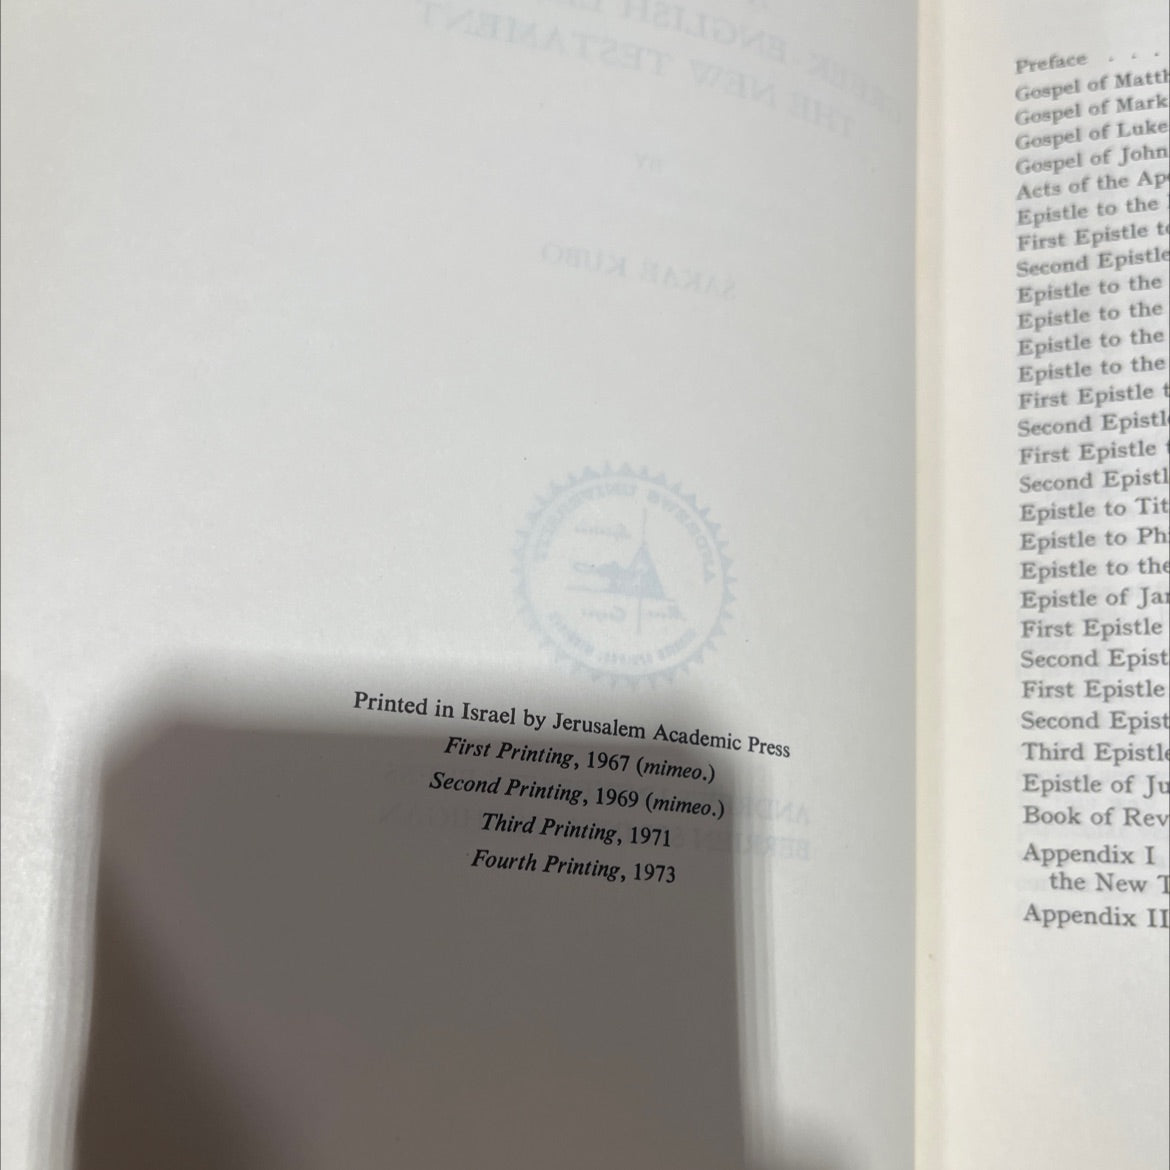 Printed in Israel by Jerusalem Academic Press
First Printing, 1967 (mimeo.)
Second Printing, 1969 (mimeo.)
Third Printing, 1971
Fourth Printing, 1973
Preface . . .
Gospel of Matth
Gospel of Mark
Gospel of Luke
Gospel of John
Acts of the Ap
Epistle to the
First Epistle to
Second Epistle
Epistle to the
Epistle to the
Epistle to the
Epistle to the
First Epistle t
Second Epistl
First Epistle
Second Epistl
Epistle to Tit
Epistle to Ph
Epistle to the
Epistle of Ja
First Epistle
Second Epist
First Epistle
Second Epist
Third Epistle
Epistle of Ju
Book of Rev
Appendix I
the New T
Appendix II